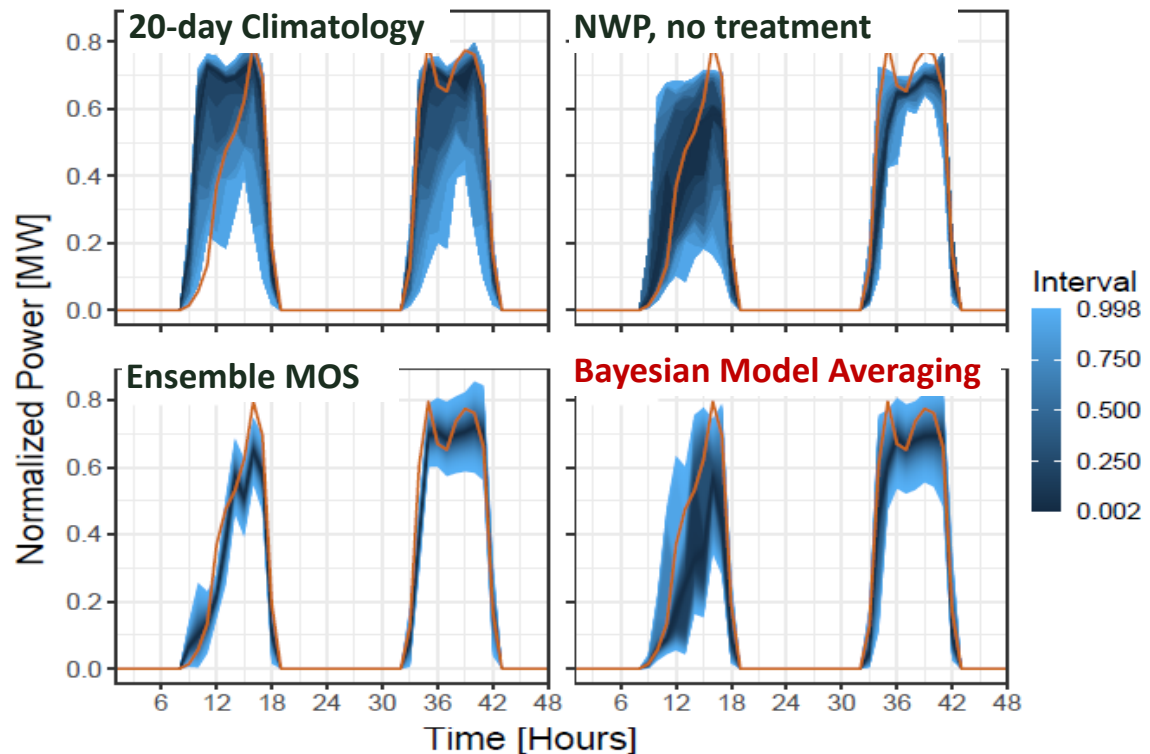 20-day Climatology
NWP, no treatment
0.8
0.6
0.4
0.2
0.0
Ensemble MOS
Bayesian Model Averaging
0.8
0.6
0.4
0.2
0.0
Normalized Power [MW]
6 12 18 24 30 36 42 48
6 12 18 24 30 36 42 48
Time [Hours]
Interval
0.998
0.750
0.500
0.250
0.002